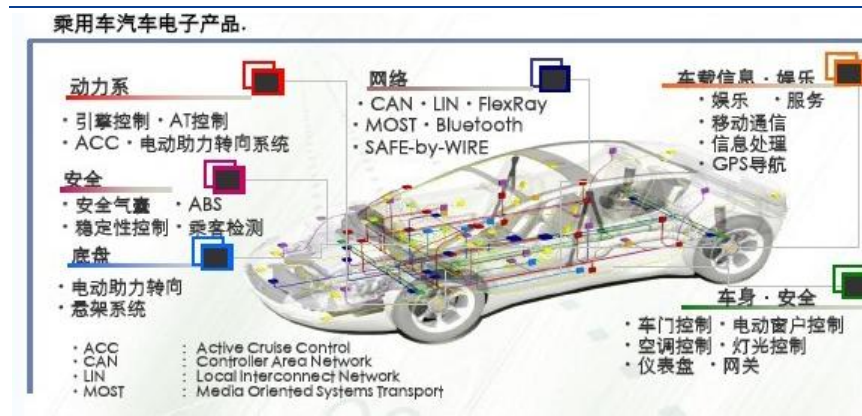 乘用车汽车电子产品.
动力系
· 引擎控制 · AT控制
· ACC · 电动助力转向系统
安全
· 安全气囊 · ABS
· 稳定性控制 · 乘客检测
底盘
· 电动助力转向
· 悬架系统
网络
· CAN · LIN · FlexRay
· MOST · Bluetooth
· SAFE-by-WIRE
车载信息 · 娱乐
· 娱乐 · 服务
· 移动通信
· 信息处理
· GPS导航
车身 · 安全
· 车门控制 · 电动窗户控制
· 空调控制 · 灯光控制
· 仪表盘 · 网关
· ACC : Active Cruise Control
· CAN : Controller Area Network
· LIN : Local Interconnect Network
· MOST : Media Oriented Systems Transport